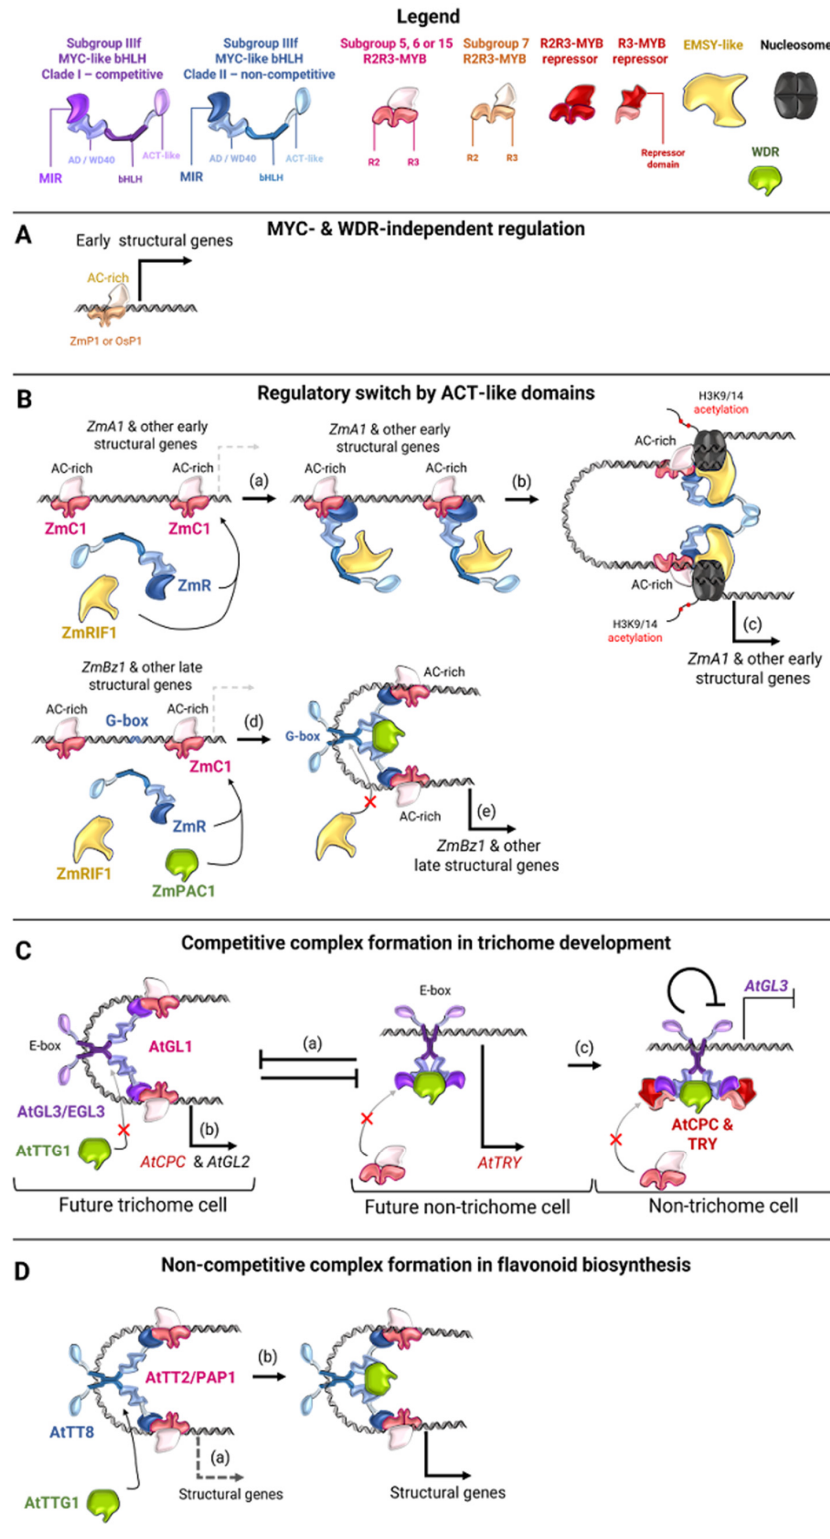 Legend
Subgroup IIIf
MYC-like bHLH
Clade I – competitive
MIR
AD / WD40
bHLH
ACT-like
Subgroup IIIf
MYC-like bHLH
Clade II – non-competitive
MIR
AD / WD40
bHLH
ACT-like
Subgroup 5, 6 or 15
R2R3-MYB
R2
R3
Subgroup 7
R2R3-MYB
R2
R3
R2R3-MYB
repressor
R3-MYB
repressor
Repressor
domain
EMSY-like
Nucleosome
WDR
A
MYC- & WDR-independent regulation
Early structural genes
AC-rich
ZmP1 or OsP1
B
Regulatory switch by ACT-like domains
ZmA1 & other early
structural genes
AC-rich
AC-rich
ZmC1
ZmC1
ZmR
ZmRIF1
(a)
ZmA1 & other early
structural genes
AC-rich
AC-rich
(b)
H3K9/14
acetylation
AC-rich
AC-rich
H3K9/14
acetylation
(c)
ZmA1 & other early
structural genes
ZmBz1 & other late
structural genes
AC-rich
G-box
AC-rich
ZmC1
ZmR
ZmRIF1
ZmPAC1
(d)
AC-rich
G-box
AC-rich
(e)
ZmBz1 & other
late structural genes
C
Competitive complex formation in trichome development
E-box
AtGL1
AtGL3/EGL3
AtTTG1
(b)
AtCPC & AtGL2
Future trichome cell
(a)
E-box
AtTRY
Future non-trichome cell
(c)
AtGL3
AtCPC &
TRY
Non-trichome cell
D
Non-competitive complex formation in flavonoid biosynthesis
AtTT2/PAP1
AtTT8
AtTTG1
(a)
Structural genes
(b)
Structural genes